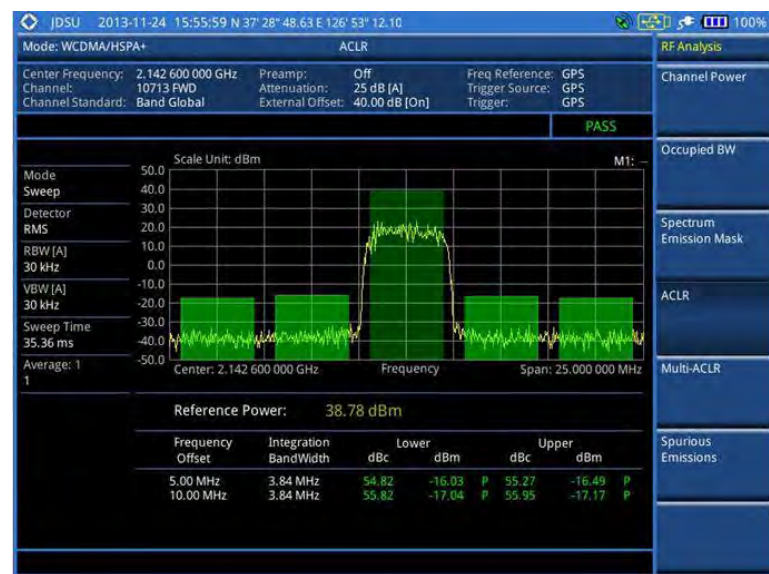 JDSU 2013-11-24 15:55:59 N 37' 28" 48.63 E 126' 53" 12.10 100%
Mode: WCDMA/HSPA+ ACLR RF Analysis
Center Frequency: 2.142 600 000 GHz Preamp: Off Freq Reference: GPS
Channel: 10713 FWD Attenuation: 25 dB [A] Trigger Source: GPS
Channel Standard: Band Global External Offset: 40.00 dB [On] Trigger: GPS
PASS
Channel Power
Occupied BW
Spectrum
Emission Mask
ACLR
Multi-ACLR
Spurious
Emissions
Mode
Sweep
Detector
RMS
RBW [A]
30 kHz
VBW [A]
30 kHz
Sweep Time
35.36 ms
Average: 1
1
Scale Unit: dBm M1: --
50.0
40.0
30.0
20.0
10.0
0.0
-10.0
-20.0
-30.0
-40.0
-50.0
Center: 2.142 600 000 GHz Frequency Span: 25.000 000 MHz
Reference Power: 38.78 dBm
Frequency Integration Lower Upper
Offset BandWidth dBc dBm dBc dBm
5.00 MHz 3.84 MHz 54.82 -16.03 P 55.27 -16.49 P
10.00 MHz 3.84 MHz 55.82 -17.04 P 55.95 -17.17 P